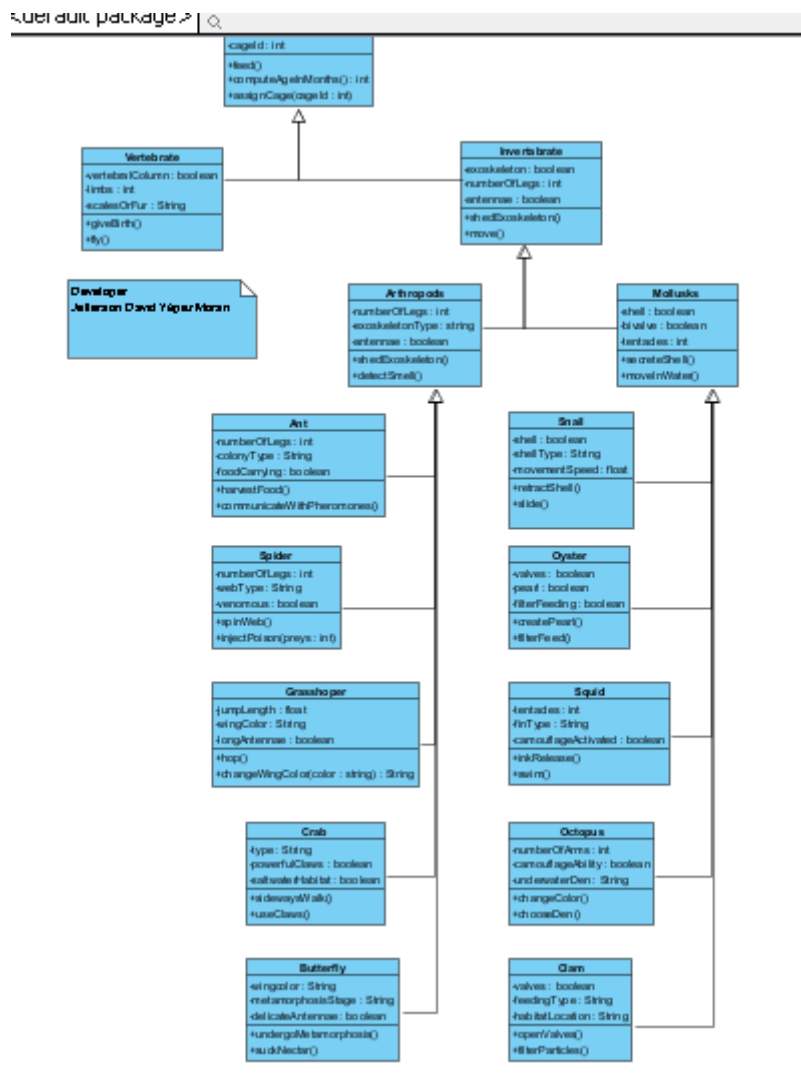 <default package>
-cageId : int
+feed()
+computeAgeInMonths() : int
+assignCage(cageId : int)
Vertebrate
-vertebralColumn : boolean
-limbs : int
-scalesOrFur : String
+giveBirth()
+fly()
Invertebrate
-exoskeleton : boolean
-numberOfLegs : int
-antennae : boolean
+shedExoskeleton()
+move()
Developer
Jefferson David Yépez Moran
Arthropods
-numberOfLegs : int
-exoskeletonType : string
-antennae : boolean
+shedExoskeleton()
+detectSmell()
Mollusks
-shell : boolean
-bivalve : boolean
-tentacles : int
+secreteShell()
+moveInWater()
Ant
-numberOfLegs : int
-colonyType : String
-foodCarrying : boolean
+harvestFood()
+communicateWithPheromones()
Snail
-shell : boolean
-shellType : String
-movementSpeed : float
+retractShell()
+slide()
Spider
-numberOfLegs : int
-webType : String
-venomous : boolean
+spinWeb()
+injectPoison(preys : int)
Oyster
-valves : boolean
-pearl : boolean
-filterFeeding : boolean
+createPearl()
+filterFeed()
Grasshoper
-jumpLength : float
-wingColor : String
-longAntennae : boolean
+hop()
+changeWingColor(color : string) : String
Squid
-tentacles : int
-finType : String
-camouflageActivated : boolean
+inkRelease()
+swim()
Crab
-type : String
-powerfulClaws : boolean
-saltwaterHabitat : boolean
+sidewaysWalk()
+useClaws()
Octopus
-numberOfArms : int
-camouflageAbility : boolean
-underwaterDen : String
+changeColor()
+chooseDen()
Butterfly
-wingcolor : String
-metamorphosisStage : String
-delicateAntennae : boolean
+undergoMetamorphosis()
+suckNectar()
Clam
-valves : boolean
-feedingType : String
-habitatLocation : String
+openValves()
+filterParticles()